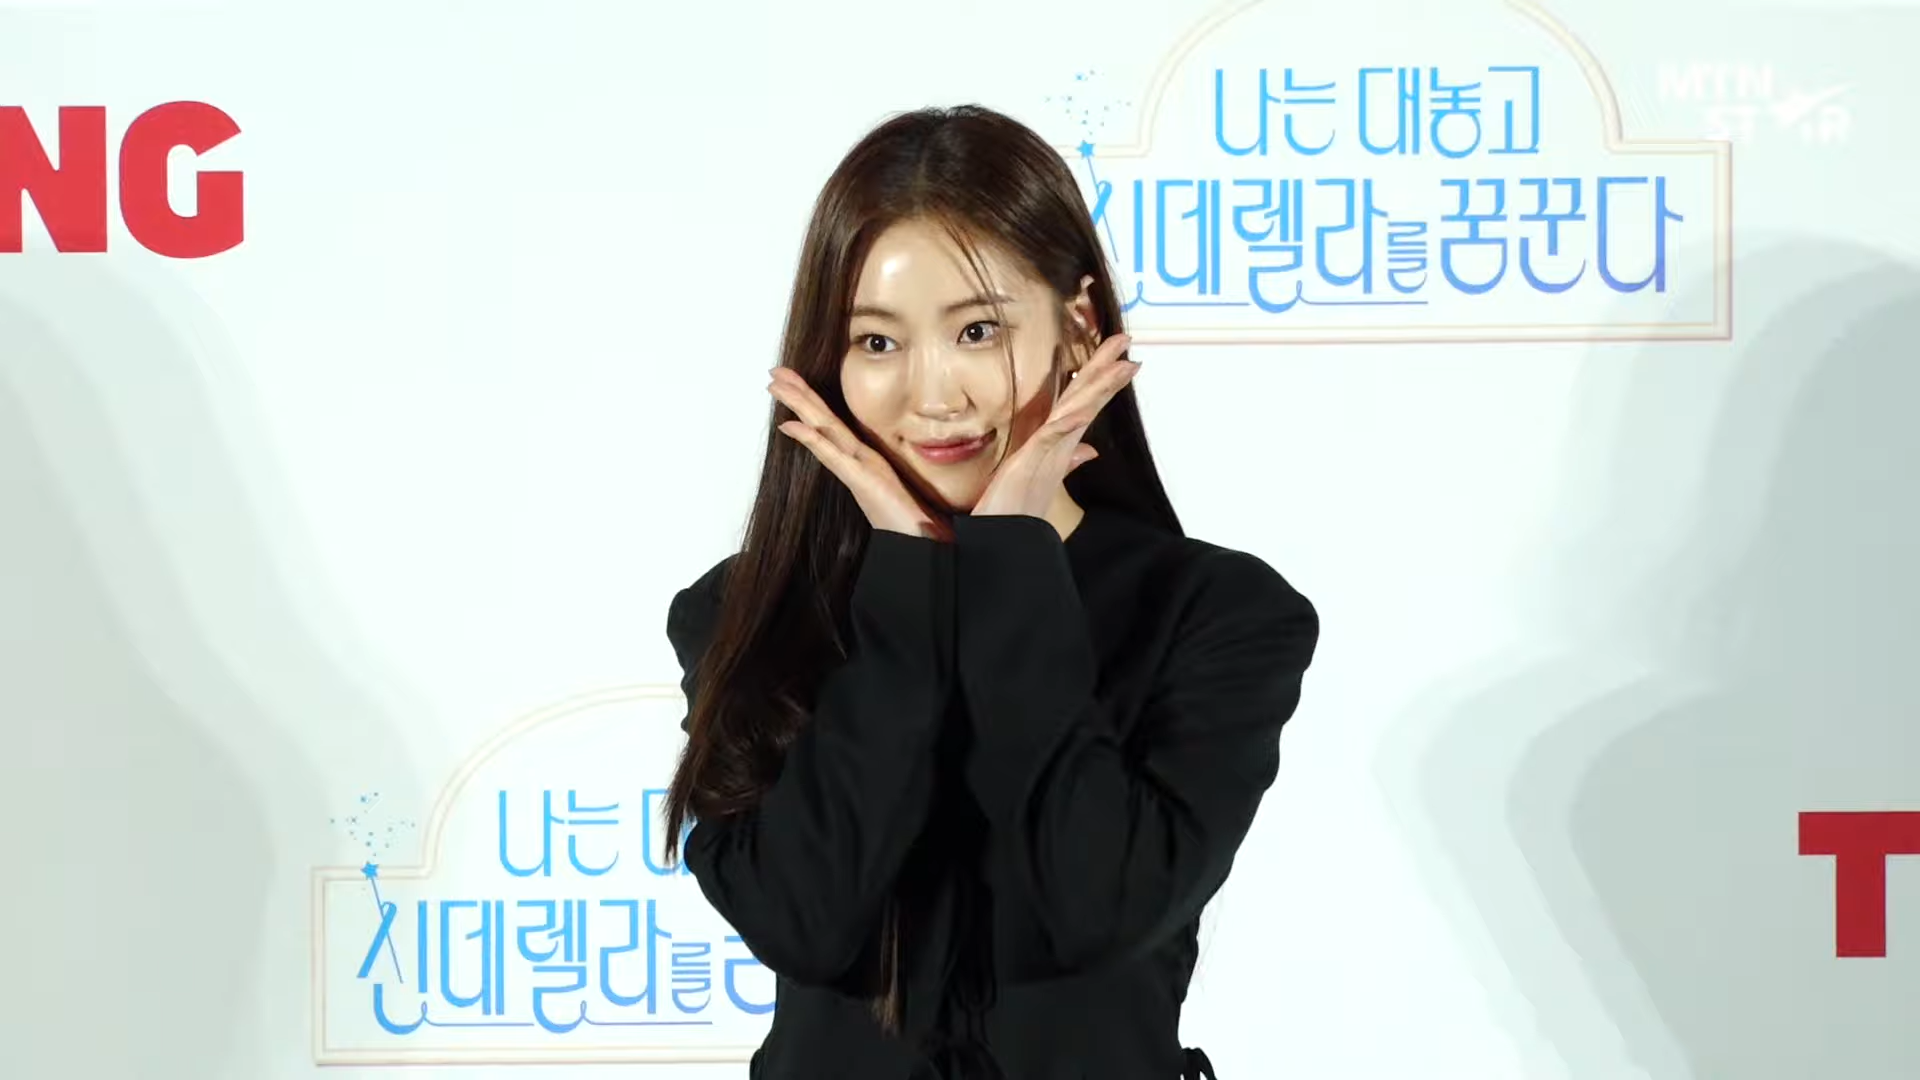 NG
나는 대놓고
신데렐라를 꿈꾼다
MTN
STAR
나는 대
신데렐라를
T